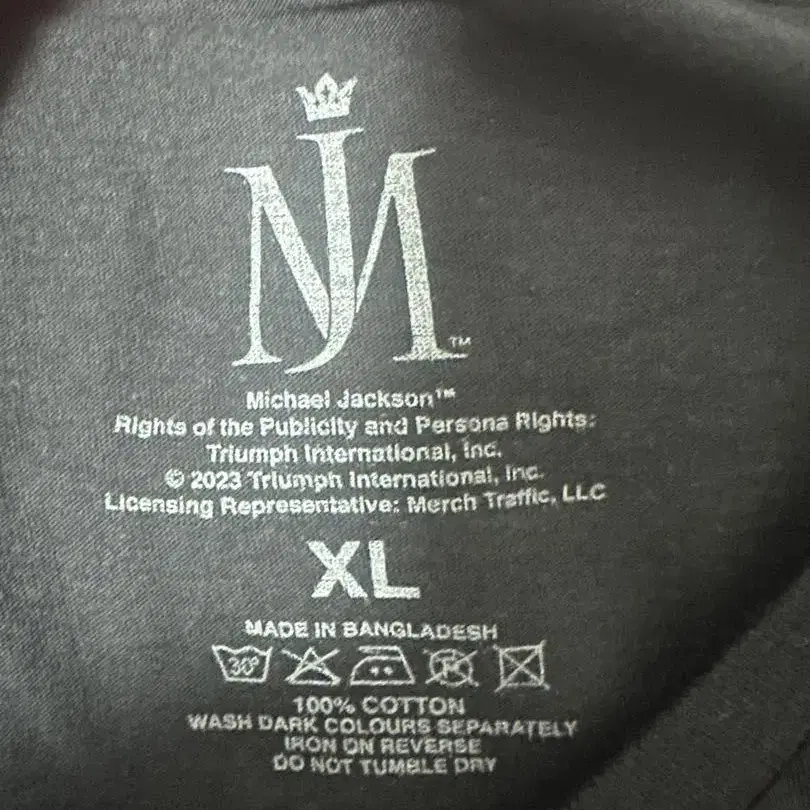 MJ™
Michael Jackson™
Rights of the Publicity and Persona Rights:
Triumph International, Inc.
© 2023 Triumph International, Inc.
Licensing Representative: Merch Traffic, LLC
XL
MADE IN BANGLADESH
30°
100% COTTON
WASH DARK COLOURS SEPARATELY
IRON ON REVERSE
DO NOT TUMBLE DRY